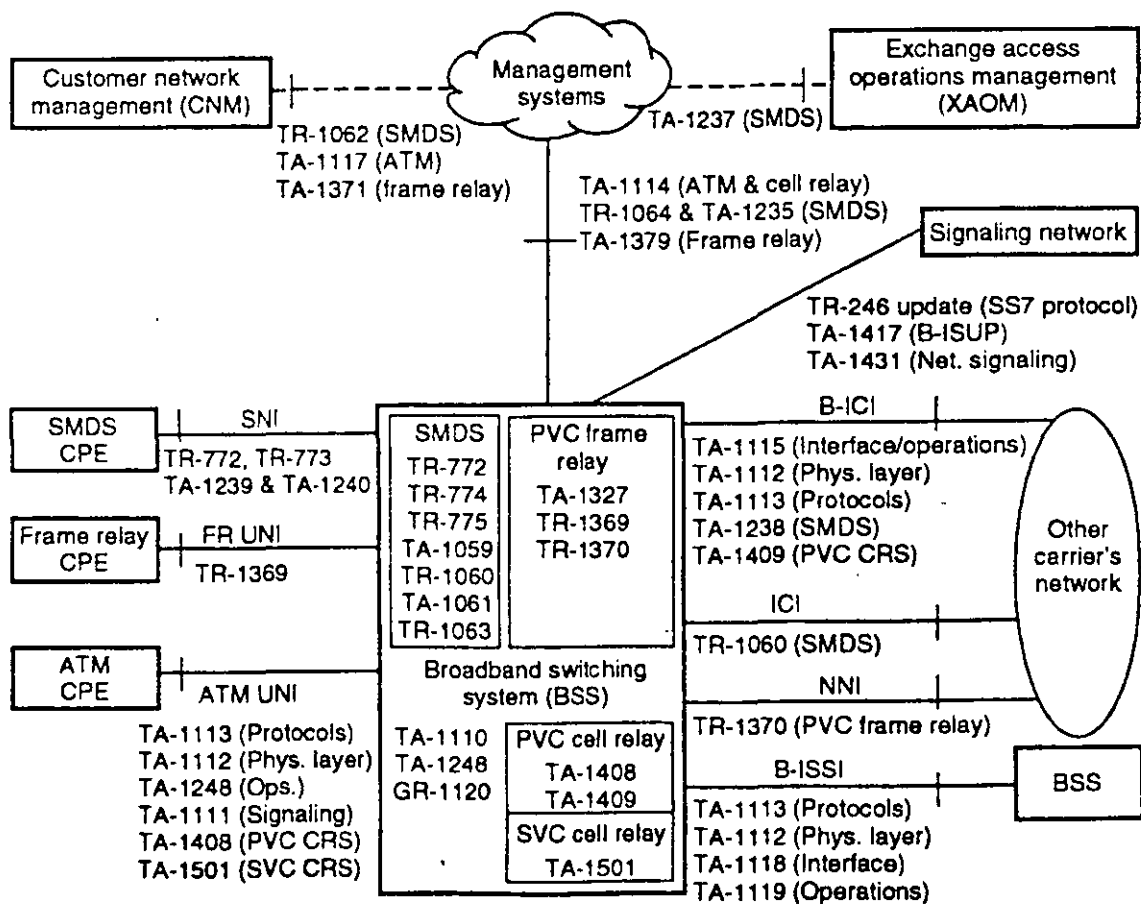 Customer network
management (CNM)
Management
systems
Exchange access
operations management
(XAOM)
TR-1062 (SMDS)
TA-1117 (ATM)
TA-1371 (frame relay)
TA-1237 (SMDS)
TA-1114 (ATM & cell relay)
TR-1064 & TA-1235 (SMDS)
TA-1379 (Frame relay)
Signaling network
TR-246 update (SS7 protocol)
TA-1417 (B-ISUP)
TA-1431 (Net. signaling)
SMDS
CPE
SNI
TR-772, TR-773
TA-1239 & TA-1240
Frame relay
CPE
FR UNI
TR-1369
ATM
CPE
ATM UNI
TA-1113 (Protocols)
TA-1112 (Phys. layer)
TA-1248 (Ops.)
TA-1111 (Signaling)
TA-1408 (PVC CRS)
TA-1501 (SVC CRS)
SMDS
TR-772
TR-774
TR-775
TA-1059
TR-1060
TA-1061
TR-1063
PVC frame
relay
TA-1327
TR-1369
TR-1370
Broadband switching
system (BSS)
TA-1110
TA-1248
GR-1120
PVC cell relay
TA-1408
TA-1409
SVC cell relay
TA-1501
B-ICI
TA-1115 (Interface/operations)
TA-1112 (Phys. layer)
TA-1113 (Protocols)
TA-1238 (SMDS)
TA-1409 (PVC CRS)
ICI
TR-1060 (SMDS)
NNI
TR-1370 (PVC frame relay)
Other
carrier's
network
B-ISSI
BSS
TA-1113 (Protocols)
TA-1112 (Phys. layer)
TA-1118 (Interface)
TA-1119 (Operations)